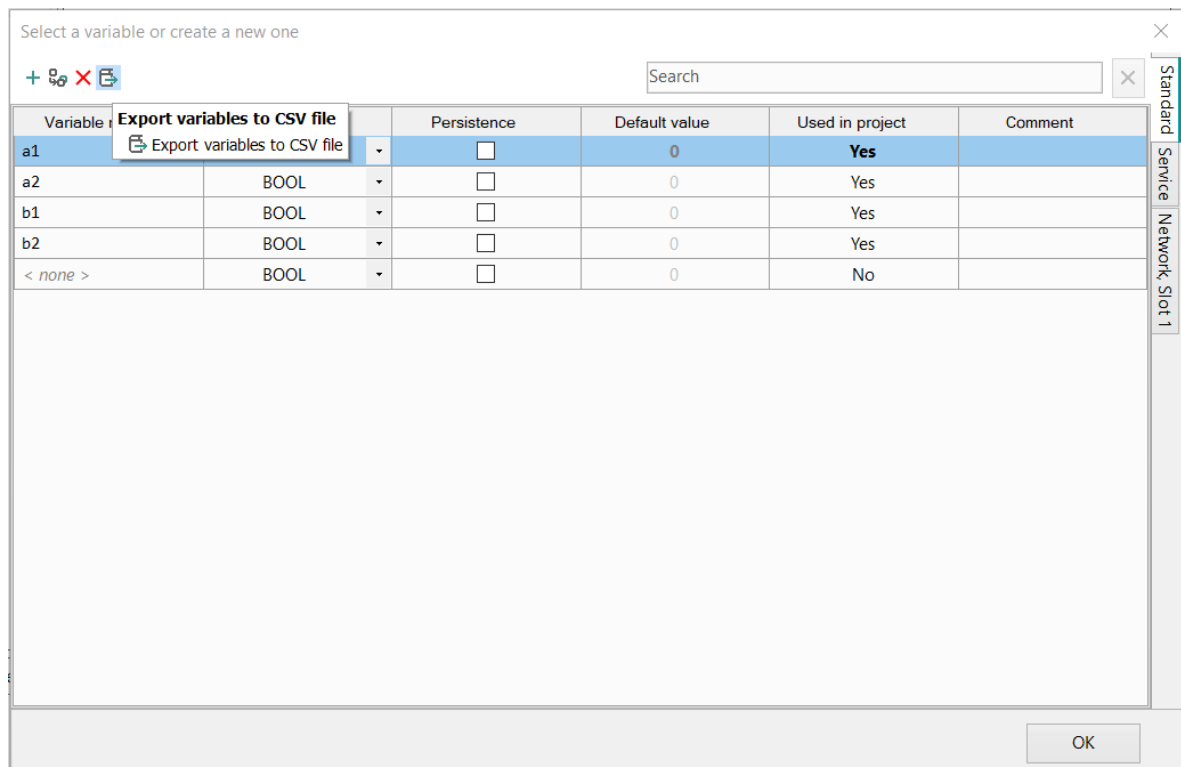 Select a variable or create a new one
Search
Export variables to CSV file
Export variables to CSV file
Variable Persistence Default value Used in project Comment
a1 0 Yes
a2 BOOL 0 Yes
b1 BOOL 0 Yes
b2 BOOL 0 Yes
< none > BOOL 0 No
Standard
Service
Network, Slot 1
OK